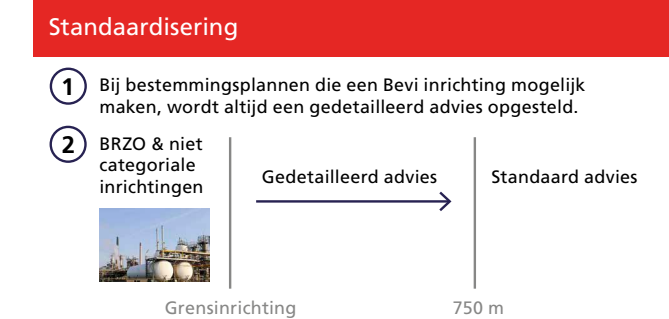 Standaardisering
1 Bij bestemmingsplannen die een Bevi inrichting mogelijk
maken, wordt altijd een gedetailleerd advies opgesteld.
2 BRZO & niet
categoriale
inrichtingen
Gedetailleerd advies
Standaard advies
Grensinrichting
750 m